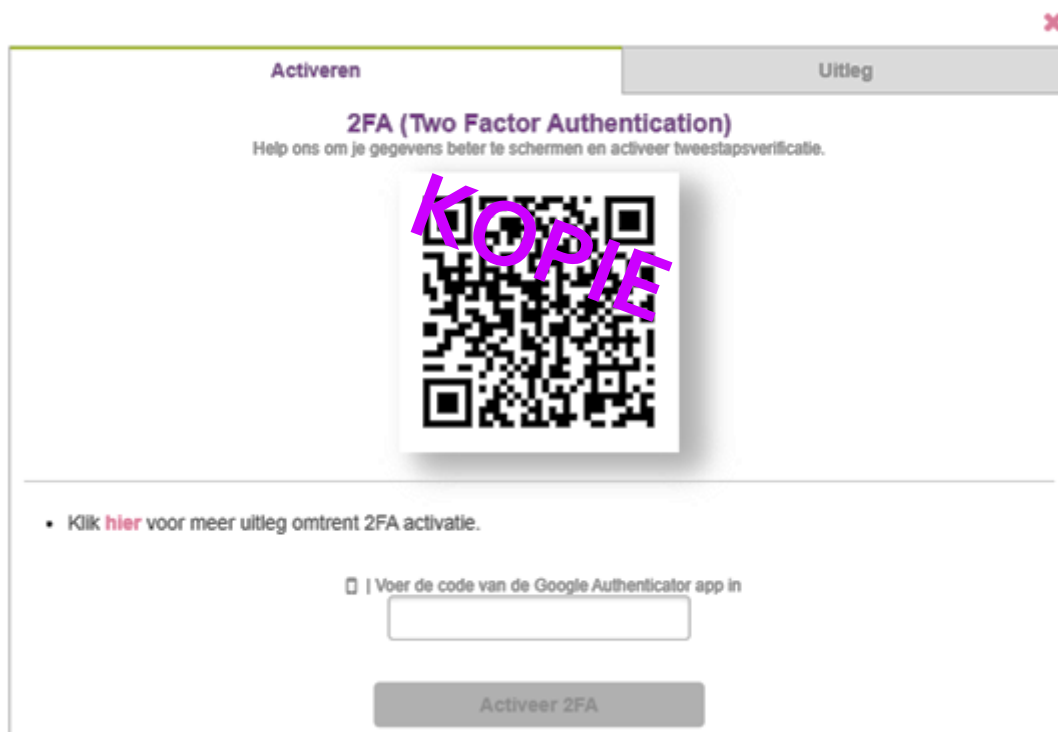 Activeren
Uitleg
2FA (Two Factor Authentication)
Help ons om je gegevens beter te schermen en activeer tweestapsverificatie.
KOPIE
Klik hier voor meer uitleg omtrent 2FA activatie.
| Voer de code van de Google Authenticator app in
Activeer 2FA